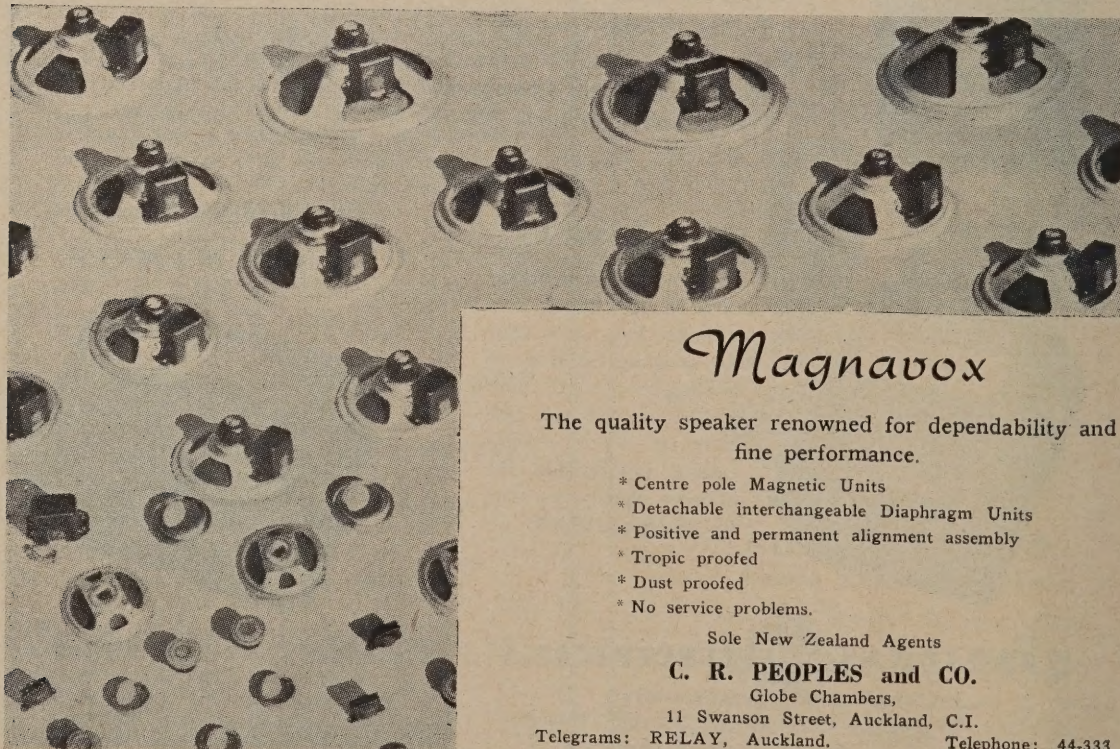 Magnavox
The quality speaker renowned for dependability and
fine performance.
* Centre pole Magnetic Units
* Detachable interchangeable Diaphragm Units
* Positive and permanent alignment assembly
* Tropic proofed
* Dust proofed
* No service problems.
Sole New Zealand Agents
C. R. PEOPLES and CO.
Globe Chambers,
11 Swanson Street, Auckland, C.I.
Telegrams: RELAY, Auckland. Telephone: 44-333